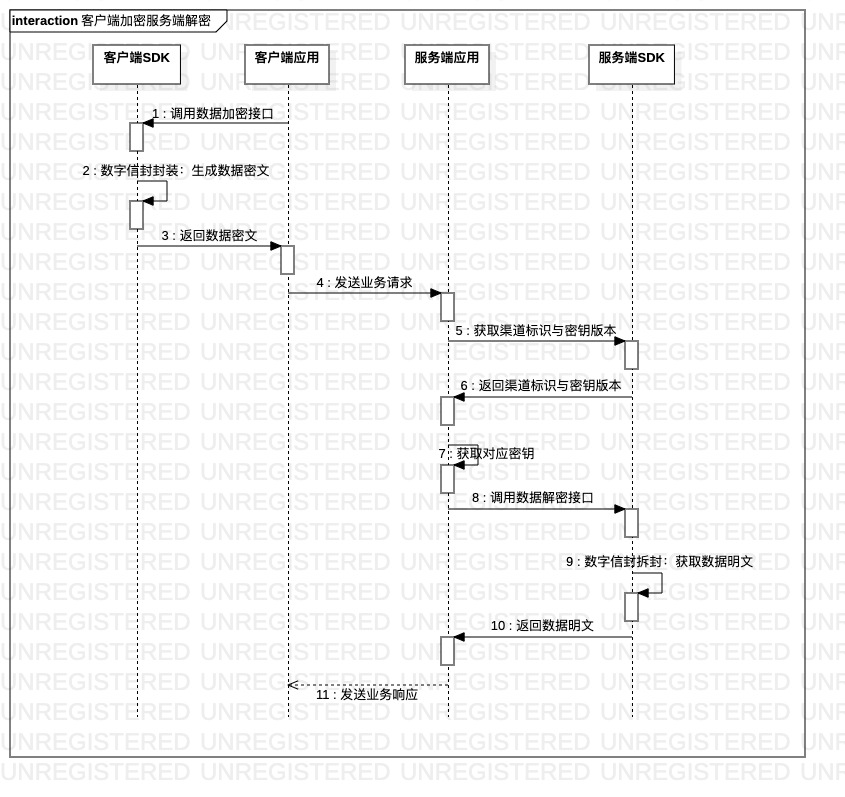 interaction 客户端加密服务端解密
客户端SDK
客户端应用
服务端应用
服务端SDK
1 : 调用数据加密接口
2 : 数字信封封装：生成数据密文
3 : 返回数据密文
4 : 发送业务请求
5 : 获取渠道标识与密钥版本
6 : 返回渠道标识与密钥版本
7 : 获取对应密钥
8 : 调用数据解密接口
9 : 数字信封拆封：获取数据明文
10 : 返回数据明文
11 : 发送业务响应
UNREGISTERED